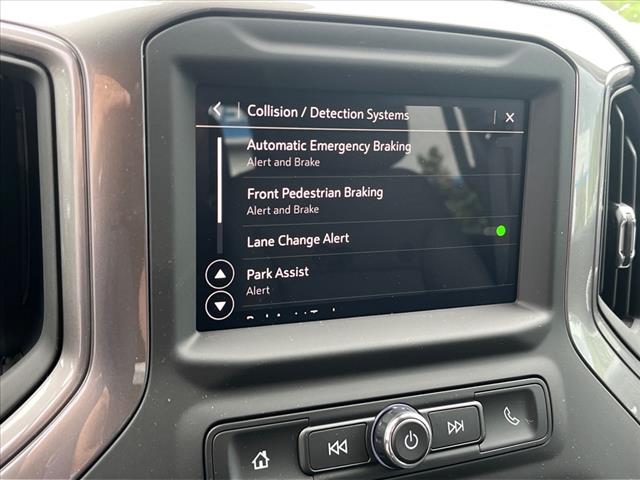 Collision / Detection Systems
Automatic Emergency Braking
Alert and Brake
Front Pedestrian Braking
Alert and Brake
Lane Change Alert
Park Assist
Alert